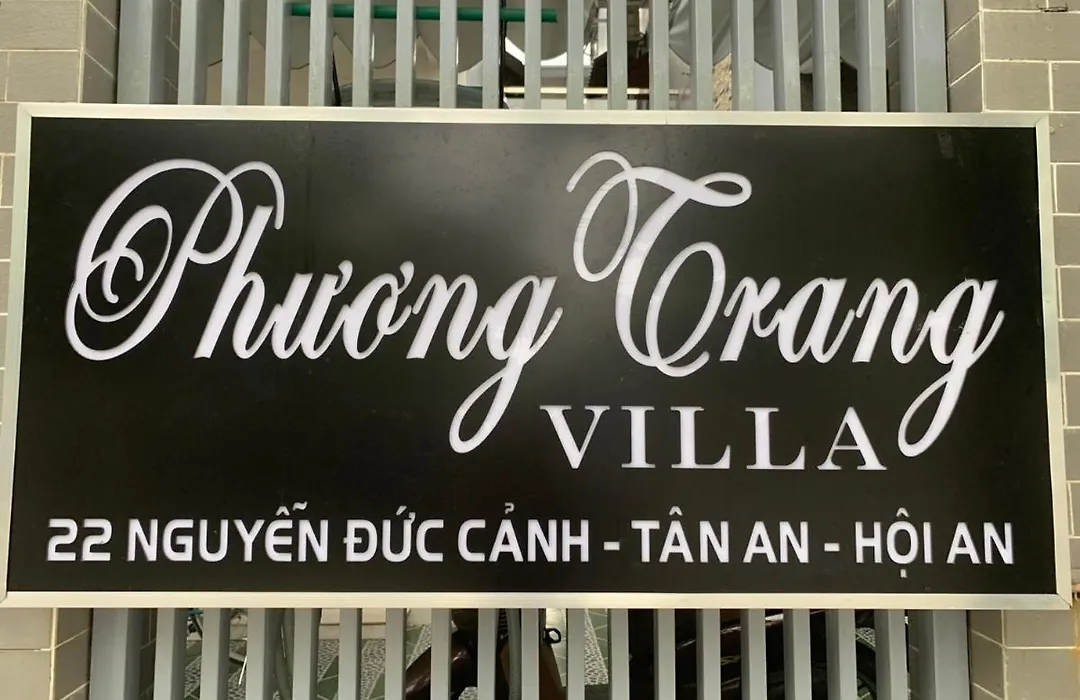 Phương Trang
VILLA
22 NGUYỄN ĐỨC CẢNH - TÂN AN - HỘI AN